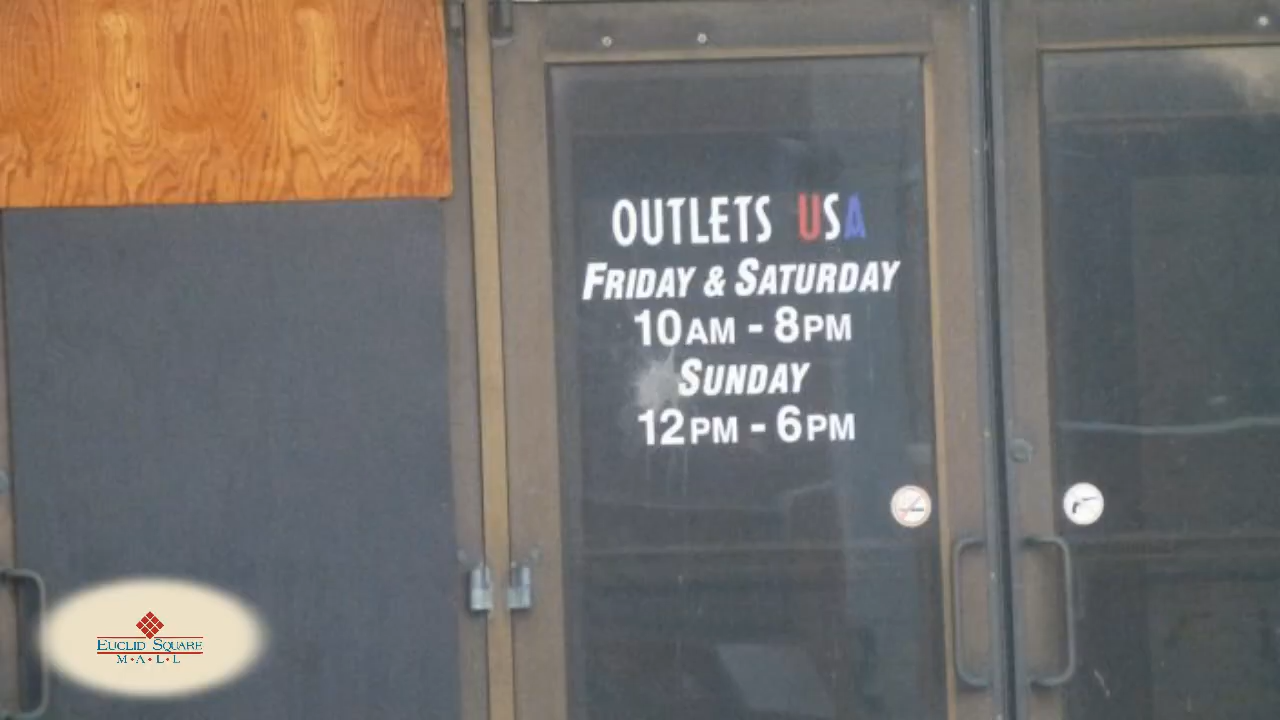 OUTLETS USA
FRIDAY & SATURDAY
10AM - 8PM
SUNDAY
12PM - 6PM
EUCLID SQUARE
M•A•L•L